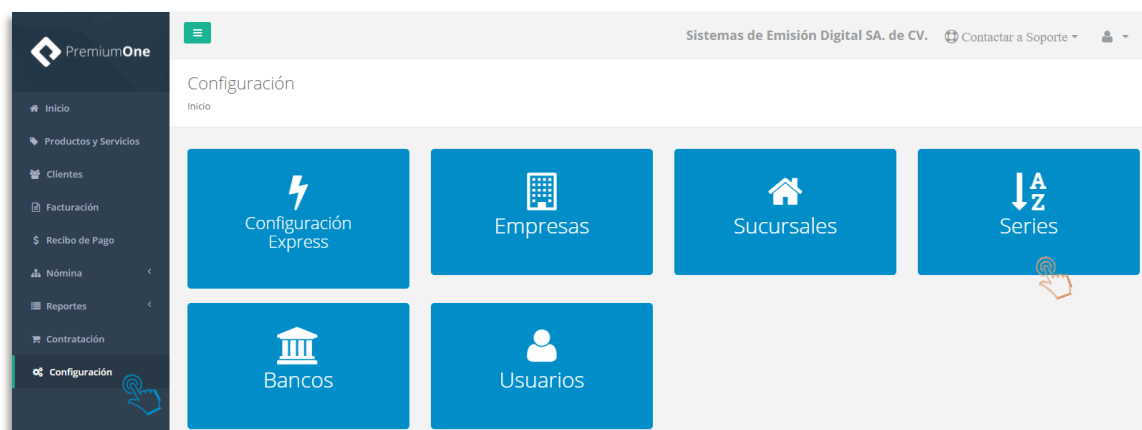 PremiumOne
Sistemas de Emisión Digital SA. de CV.
Contactar a Soporte
Configuración
Inicio
Inicio
Productos y Servicios
Clientes
Facturación
$ Recibo de Pago
Nómina
Reportes
Contratación
Configuración
Configuración
Express
Empresas
Sucursales
A
Z
Series
Bancos
Usuarios